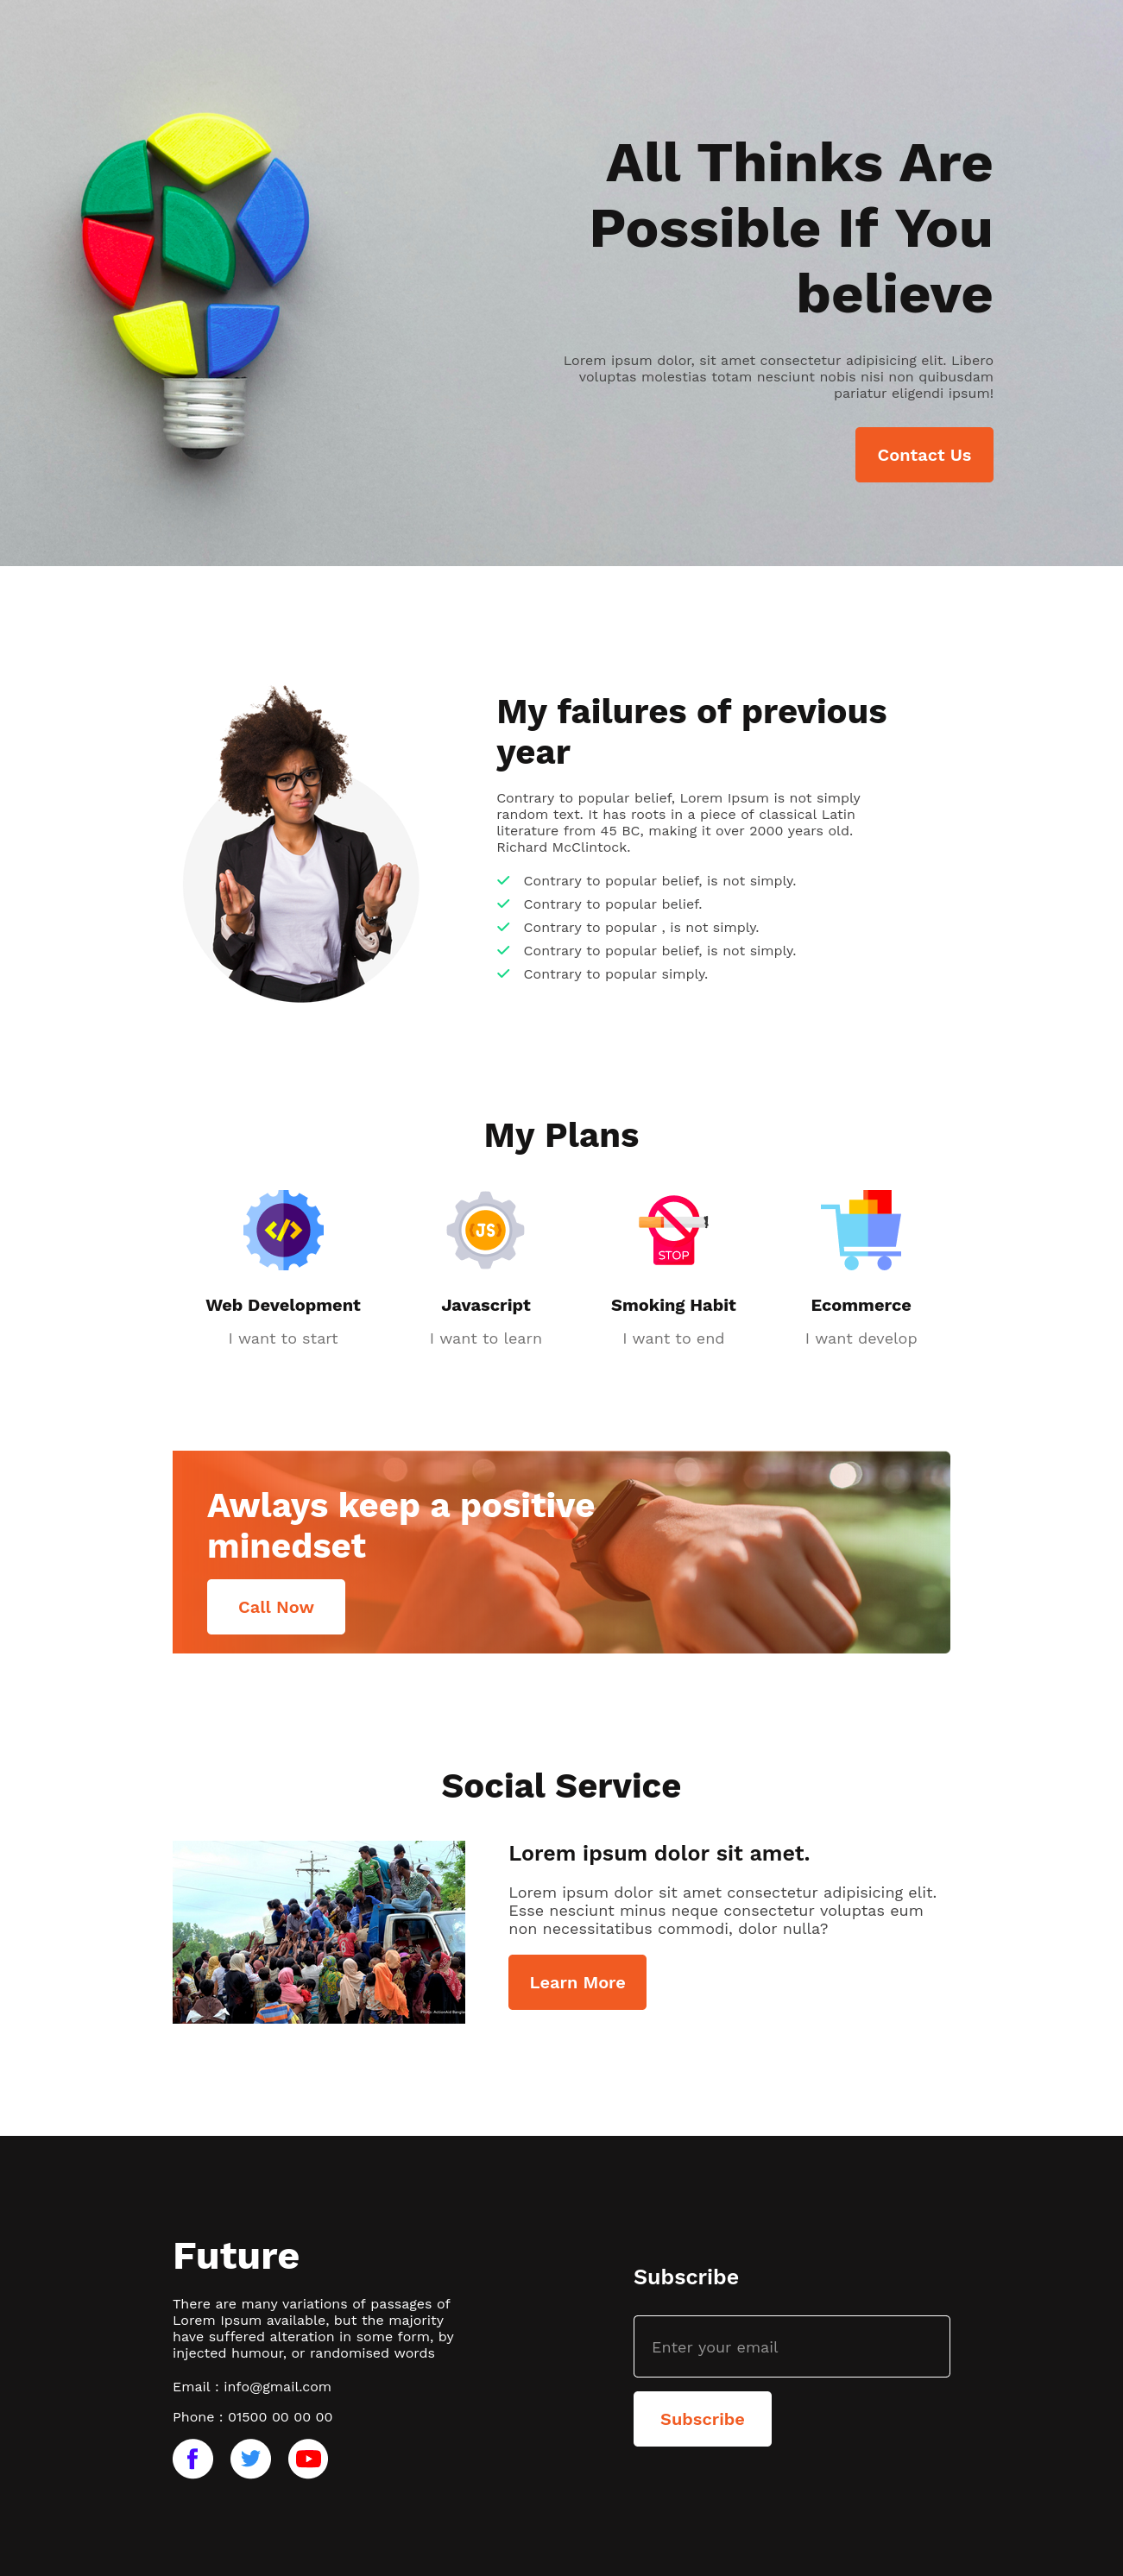 All Thinks Are
Possible If You
believe
Lorem ipsum dolor, sit amet consectetur adipisicing elit. Libero
voluptas molestias totam nesciunt nobis nisi non quibusdam
pariatur eligendi ipsum!
Contact Us
My failures of previous
year
Contrary to popular belief, Lorem Ipsum is not simply
random text. It has roots in a piece of classical Latin
literature from 45 BC, making it over 2000 years old.
Richard McClintock.
Contrary to popular belief, is not simply.
Contrary to popular belief.
Contrary to popular , is not simply.
Contrary to popular belief, is not simply.
Contrary to popular simply.
My Plans
JS
STOP
Web Development
Javascript
Smoking Habit
Ecommerce
I want to start
I want to learn
I want to end
I want develop
Awlays keep a positive
minedset
Call Now
Social Service
Lorem ipsum dolor sit amet.
Lorem ipsum dolor sit amet consectetur adipisicing elit.
Esse nesciunt minus neque consectetur voluptas eum
non necessitatibus commodi, dolor nulla?
Learn More
Future
There are many variations of passages of
Lorem Ipsum available, but the majority
have suffered alteration in some form, by
injected humour, or randomised words
Email : info@gmail.com
Phone : 01500 00 00 00
Subscribe
Enter your email
Subscribe